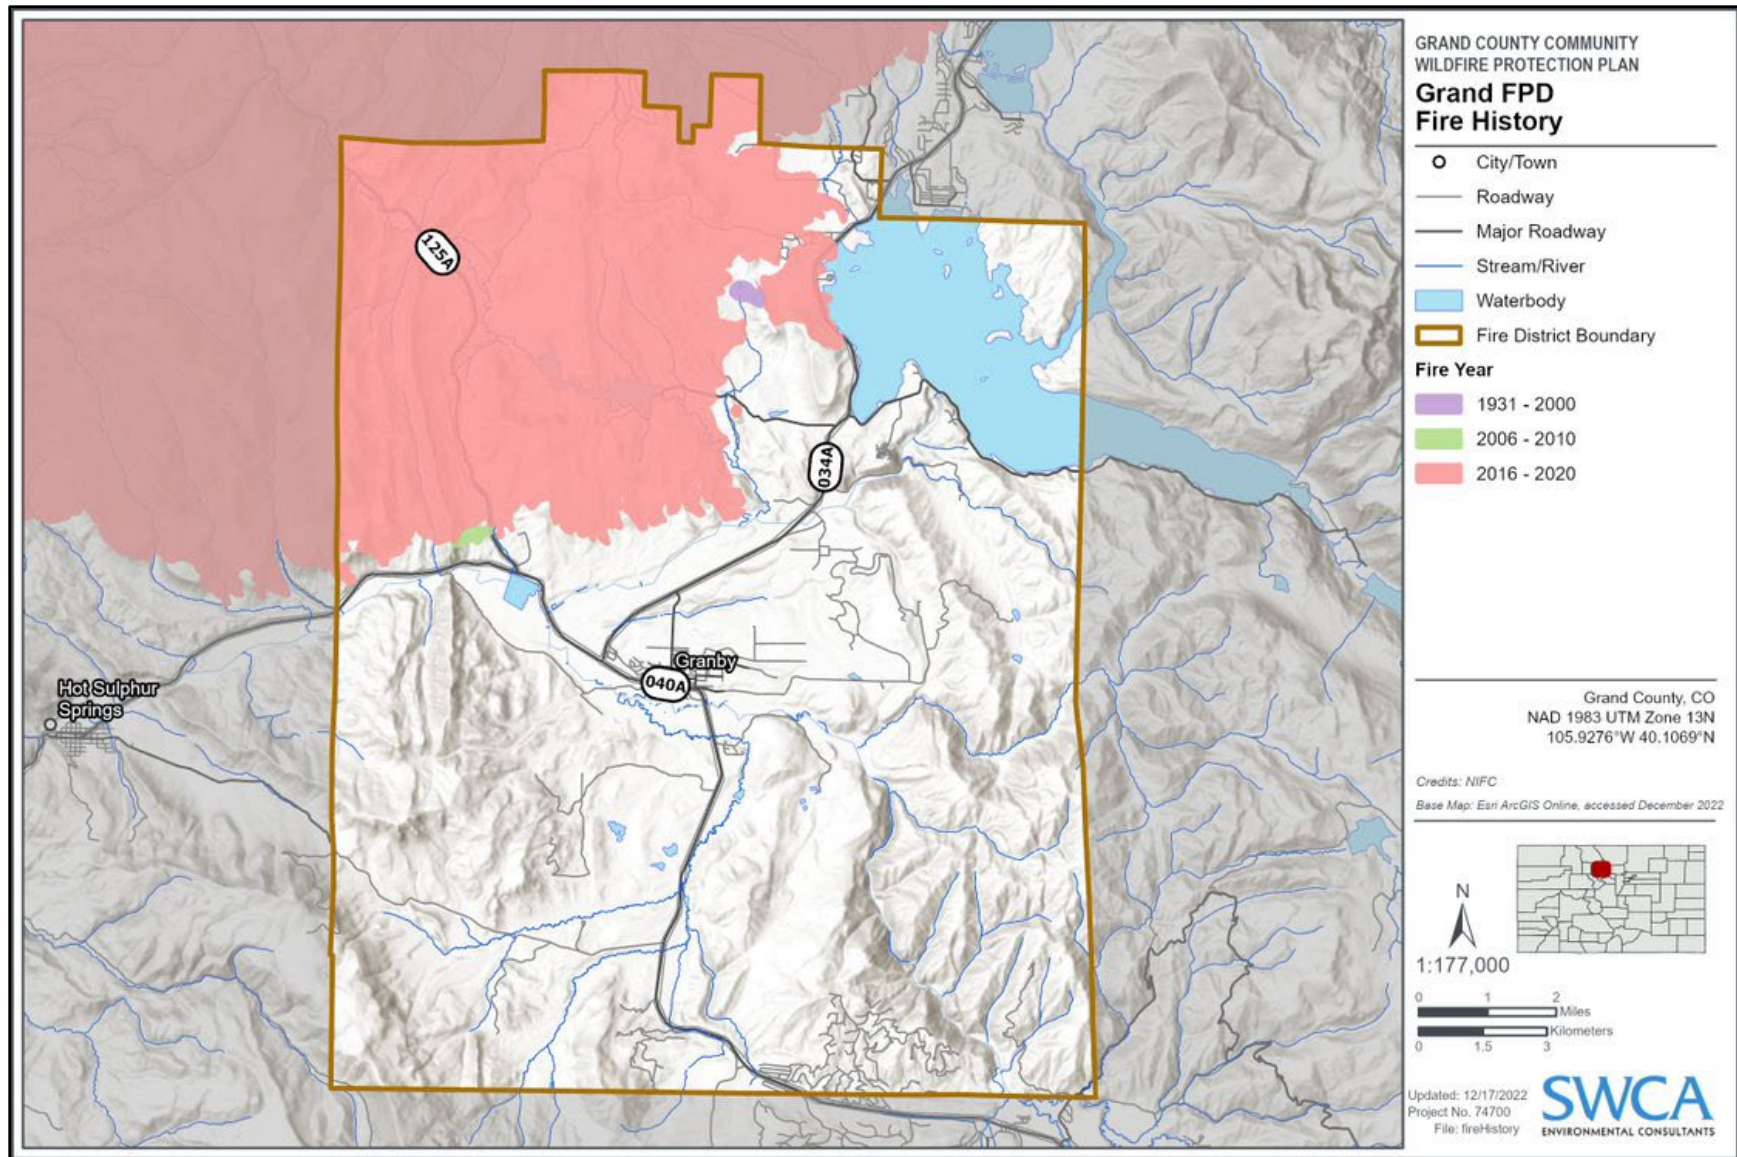 GRAND COUNTY COMMUNITY
WILDFIRE PROTECTION PLAN
Grand FPD
Fire History
City/Town
Roadway
Major Roadway
Stream/River
Waterbody
Fire District Boundary
Fire Year
1931 - 2000
2006 - 2010
2016 - 2020
Grand County, CO
NAD 1983 UTM Zone 13N
105.9276°W 40.1069°N
Credits: NIFC
Base Map: Esri ArcGIS Online, accessed December 2022
N
1:177,000
0 1 2
Miles
Kilometers
0 1.5 3
Updated: 12/17/2022
Project No. 74700
File: fireHistory
SWCA
ENVIRONMENTAL CONSULTANTS
125A
034A
Granby
040A
Hot Sulphur
Springs